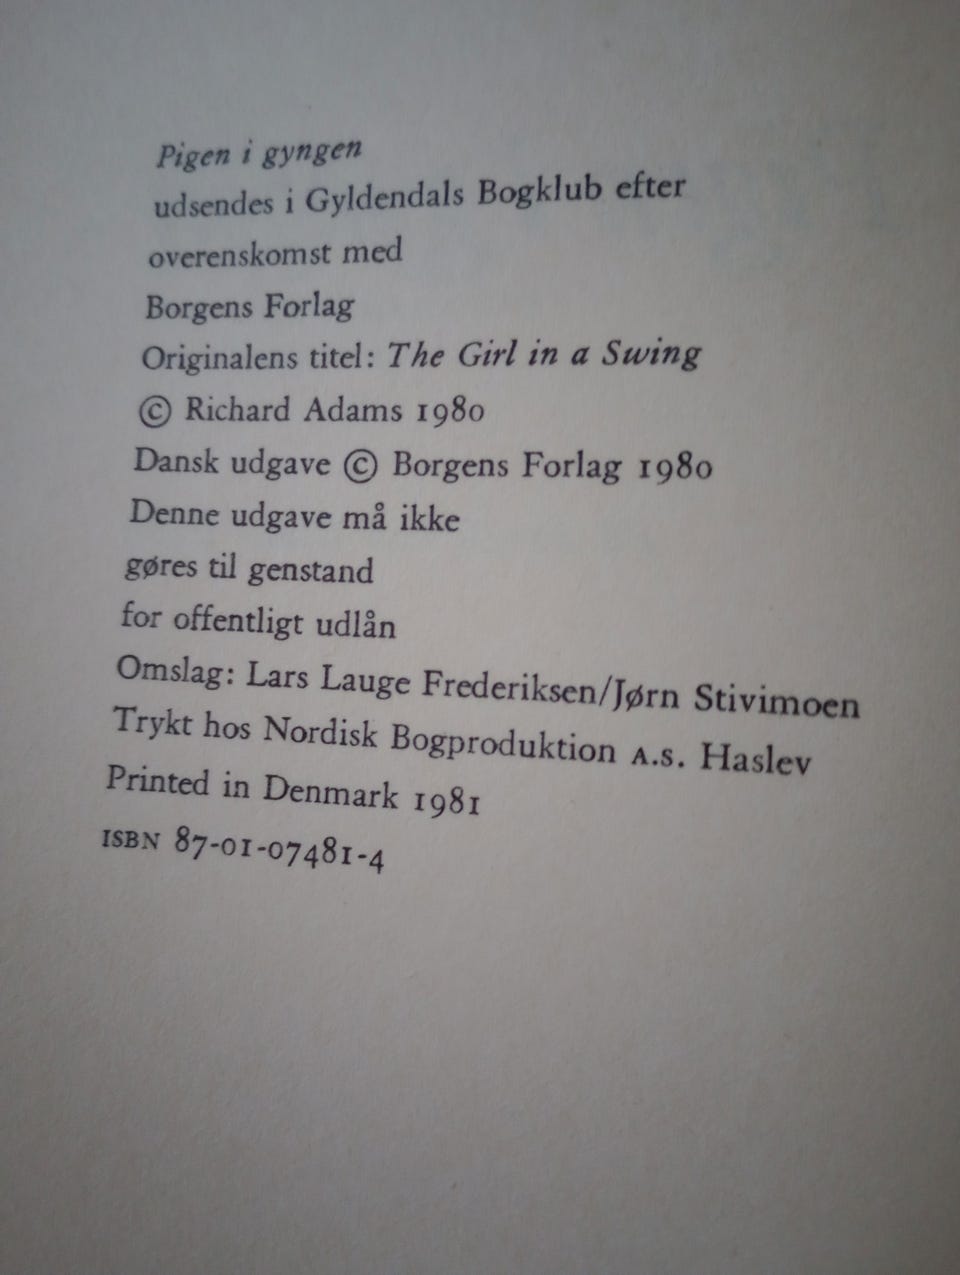 Pigen i gyngen
udsendes i Gyldendals Bogklub efter
overenskomst med
Borgens Forlag
Originalens titel: The Girl in a Swing
© Richard Adams 1980
Dansk udgave © Borgens Forlag 1980
Denne udgave må ikke
gøres til genstand
for offentligt udlån
Omslag: Lars Lauge Frederiksen/Jørn Stivimoen
Trykt hos Nordisk Bogproduktion A.S. Haslev
Printed in Denmark 1981
ISBN 87-01-07481-4